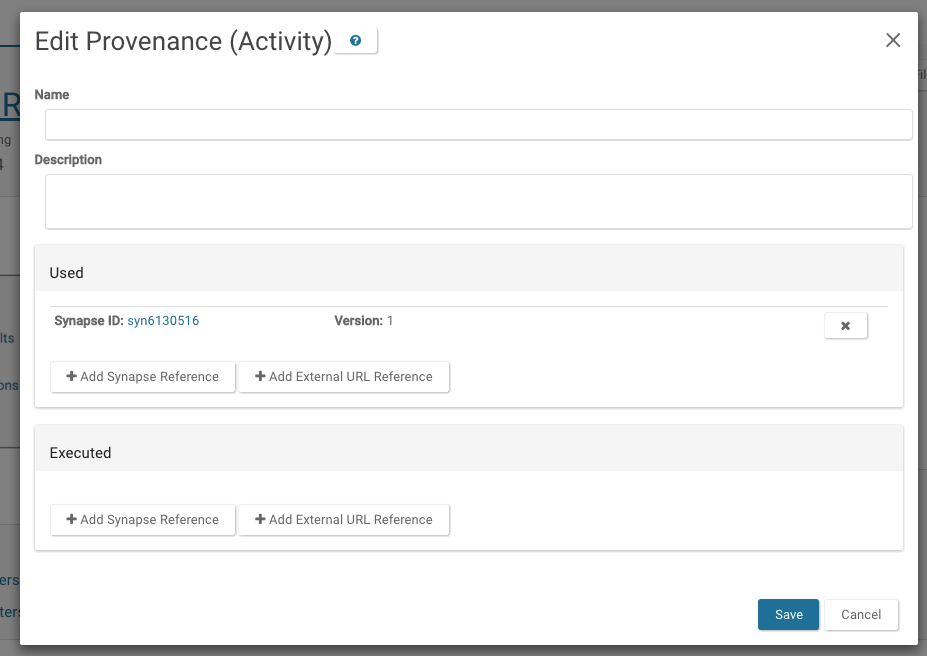 Edit Provenance (Activity)
Name
Description
Used
Synapse ID: syn6130516 Version: 1
Add Synapse Reference Add External URL Reference
Executed
Add Synapse Reference Add External URL Reference
Save Cancel